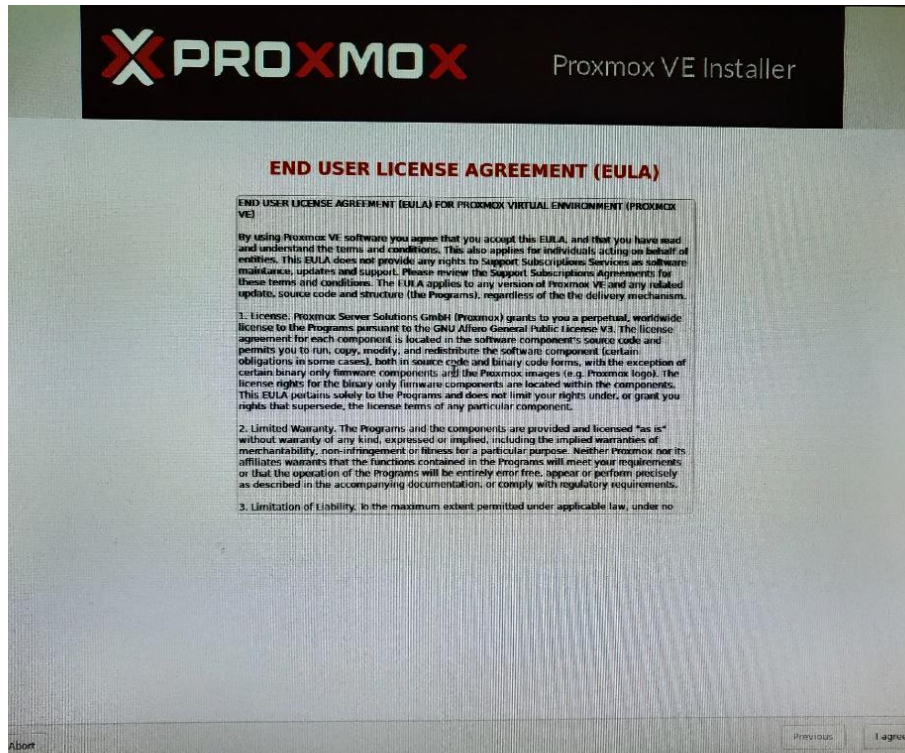 PROXMOX
Proxmox VE Installer
END USER LICENSE AGREEMENT (EULA)
END USER LICENSE AGREEMENT (EULA) FOR PROXMOX VIRTUAL ENVIRONMENT (PROXMOX
VE)
By using Proxmox VE software you agree that you accept this EULA, and that you have read
and understand the terms and conditions. This also applies for individuals acting on behalf of
entities. This EULA does not provide any rights to Support Subscriptions Services as software
maintance, updates and support. Please review the Support Subscriptions Agreements for
these terms and conditions. The EULA applies to any version of Proxmox VE and any related
update, source code and structure (the Programs), regardless of the the delivery mechanism.
1. License. Proxmox Server Solutions GmbH (Proxmox) grants to you a perpetual, worldwide
license to the Programs pursuant to the GNU Affero General Public License V3. The license
agreement for each component is located in the software component's source code and
permits you to run, copy, modify, and redistribute the software component (certain
obligations in some cases), both in source code and binary code forms, with the exception of
certain binary only firmware components and the Proxmox images (e.g. Proxmox logo). The
license rights for the binary only firmware components are located within the components.
This EULA pertains solely to the Programs and does not limit your rights under, or grant you
rights that supersede, the license terms of any particular component.
2. Limited Warranty. The Programs and the components are provided and licensed "as is"
without warranty of any kind, expressed or implied, including the implied warranties of
merchantability, non-infringement or fitness for a particular purpose. Neither Proxmox nor its
affiliates warrants that the functions contained in the Programs will meet your requirements
or that the operation of the Programs will be entirely error free, appear or perform precisely
as described in the accompanying documentation, or comply with regulatory requirements.
3. Limitation of Liability. To the maximum extent permitted under applicable law, under no
Abort
Previous
I agree